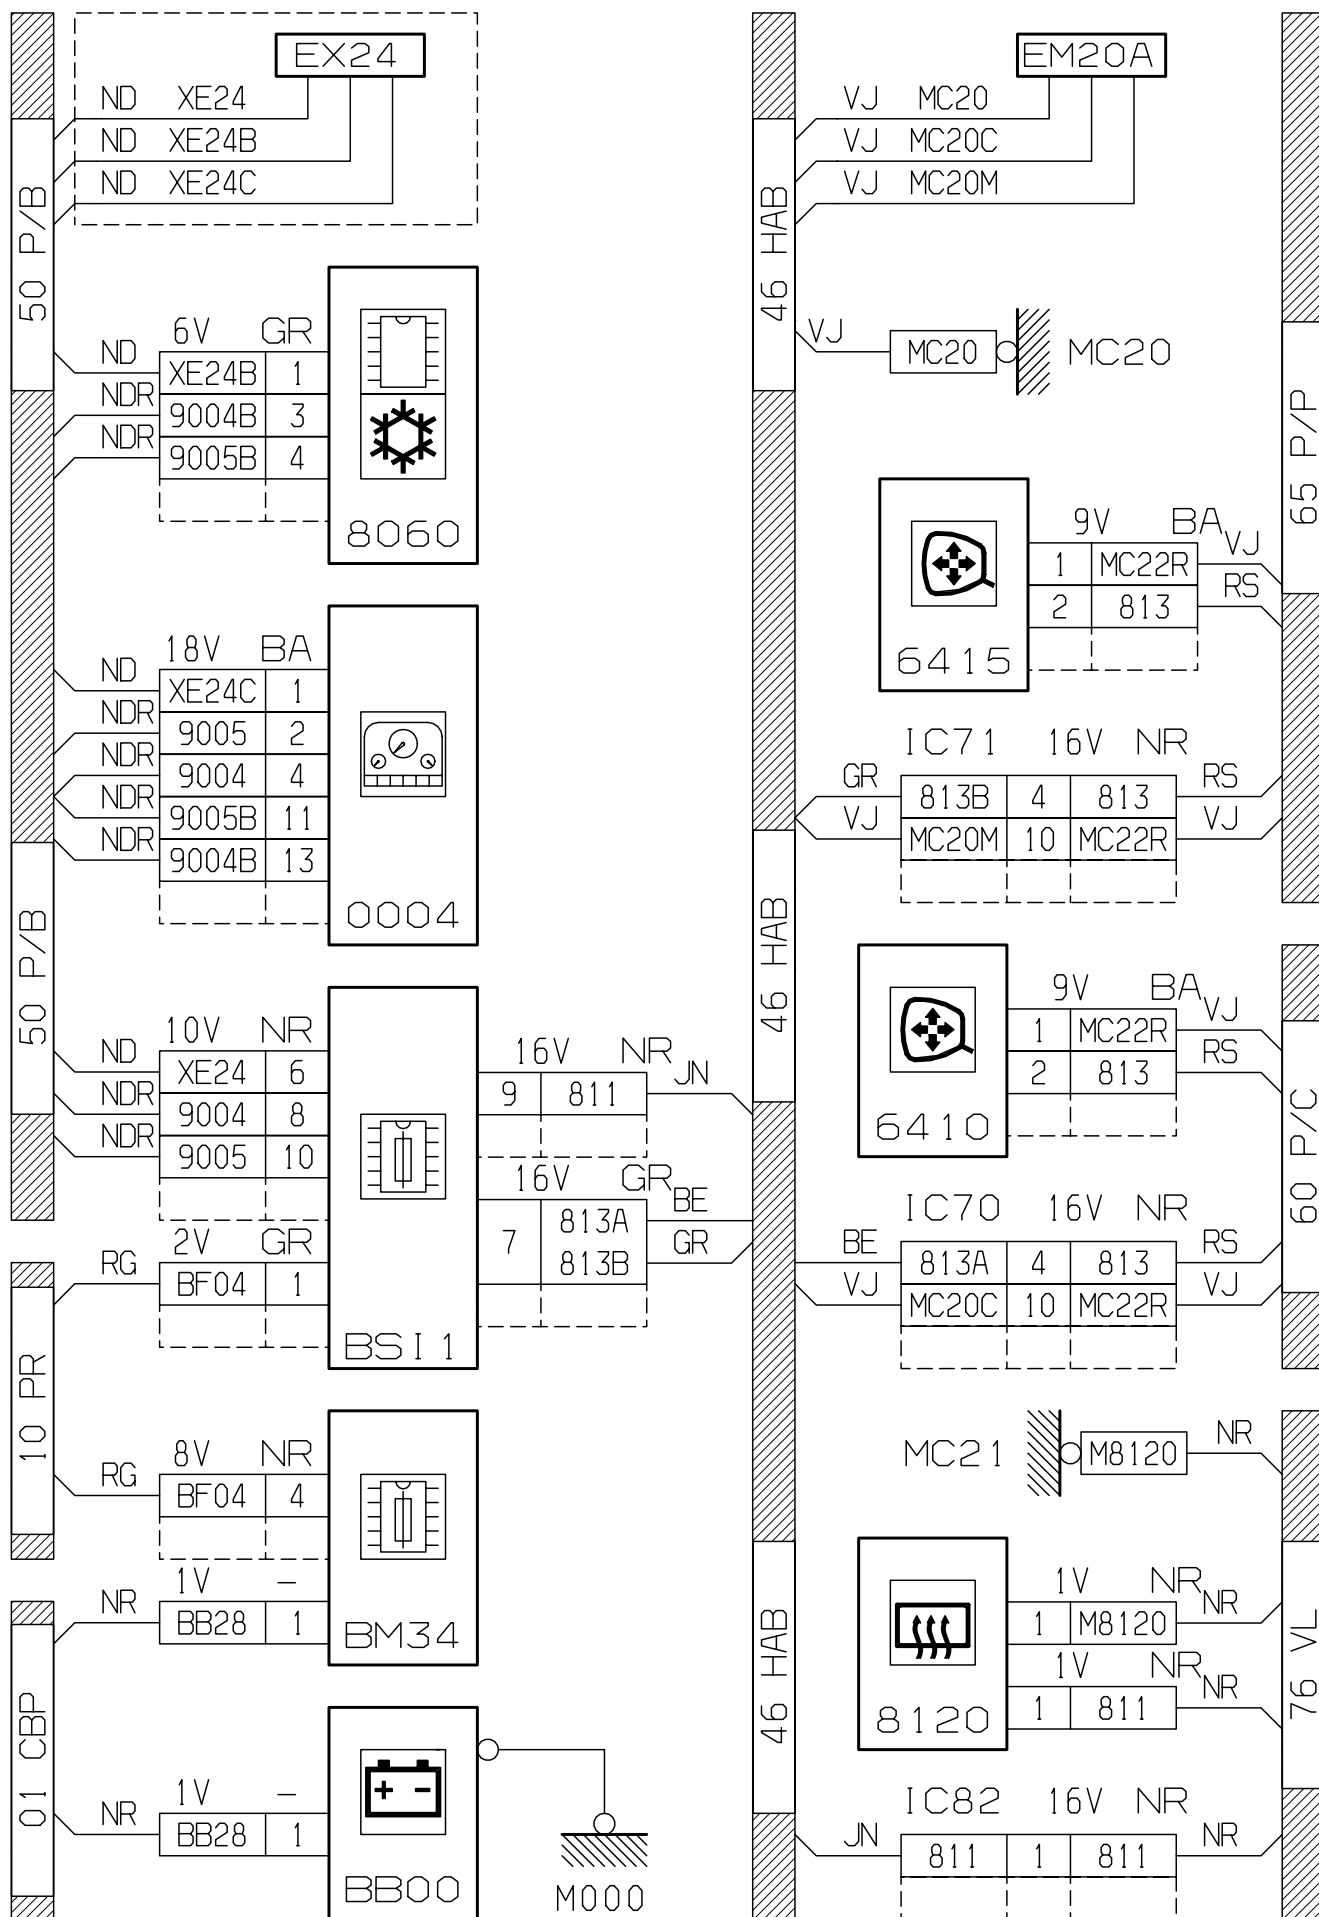 EX24
ND XE24
ND XE24B
ND XE24C
50 P/B
6V GR
ND XE24B 1
NDR 9004B 3
NDR 9005B 4
8060
18V BA
ND XE24C 1
NDR 9005 2
NDR 9004 4
NDR 9005B 11
NDR 9004B 13
0004
50 P/B
10V NR
ND XE24 6
NDR 9004 8
NDR 9005 10
2V GR
RG BF04 1
BSI1
16V NR
9 811 JN
16V GR
7 813A BE
813B GR
10 PR
8V NR
RG BF04 4
1V -
NR BB28 1
BM34
01 CBP
1V -
NR BB28 1
+ -
BB00
M000
EM20A
VJ MC20
VJ MC20C
VJ MC20M
46 HAB
VJ MC20 MC20
65 P/P
9V BA
1 MC22R VJ
2 813 RS
6415
IC71 16V NR
GR 813B 4 813 RS
VJ MC20M 10 MC22R VJ
46 HAB
9V BA
1 MC22R VJ
2 813 RS
6410
60 P/C
IC70 16V NR
BE 813A 4 813 RS
VJ MC20C 10 MC22R VJ
MC21 M8120 NR
46 HAB
1V NR
1 M8120 NR
1V NR
1 811 NR
8120
76 VL
IC82 16V NR
JN 811 1 811 NR